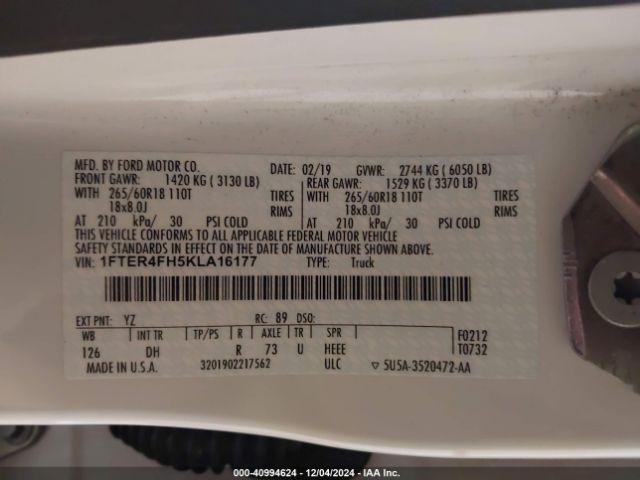 MFD. BY FORD MOTOR CO.
DATE: 02/19 GVWR: 2744 KG ( 6050 LB)
FRONT GAWR: 1420 KG ( 3130 LB) REAR GAWR: 1529 KG ( 3370 LB)
WITH 265/60R18 110T TIRES WITH 265/60R18 110T TIRES
18x8.0J RIMS 18x8.0J RIMS
AT 210 kPa/ 30 PSI COLD AT 210 kPa/ 30 PSI COLD
THIS VEHICLE CONFORMS TO ALL APPLICABLE FEDERAL MOTOR VEHICLE
SAFETY STANDARDS IN EFFECT ON THE DATE OF MANUFACTURE SHOWN ABOVE.
VIN: 1FTER4FH5KLA16177 TYPE: Truck
EXT PNT: YZ RC: 89 DSO:
WB INT TR TP/PS R AXLE TR SPR F0212
126 DH R 73 U HEEE T0732
MADE IN U.S.A. 3201902217562 ULC ▽ 5U5A-3520472-AA
000-40994624 - 12/04/2024 - IAA Inc.